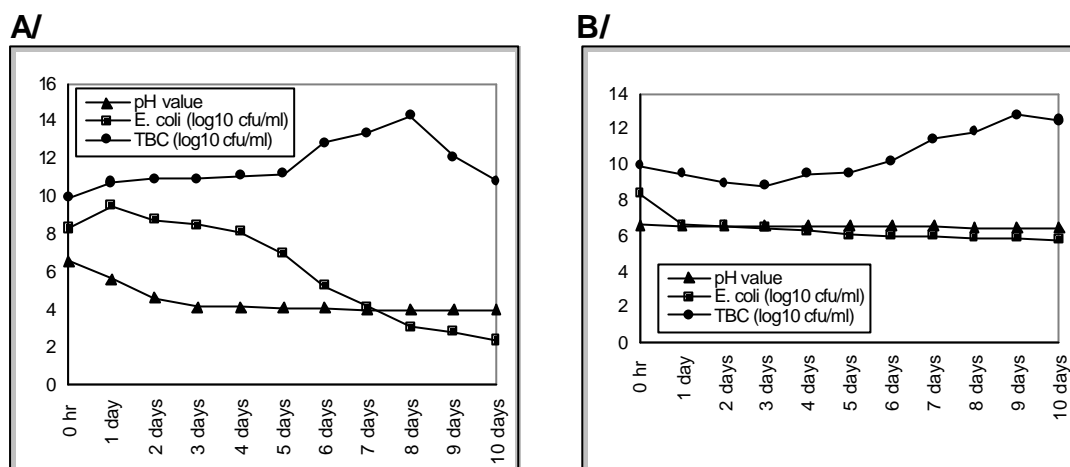 A/
16
14
12
10
8
6
4
2
0
pH value
E. coli (log10 cfu/ml)
TBC (log10 cfu/ml)
0 hr
1 day
2 days
3 days
4 days
5 days
6 days
7 days
8 days
9 days
10 days
B/
14
12
10
8
6
4
2
0
pH value
E. coli (log10 cfu/ml)
TBC (log10 cfu/ml)
0 hr
1 day
2 days
3 days
4 days
5 days
6 days
7 days
8 days
9 days
10 days